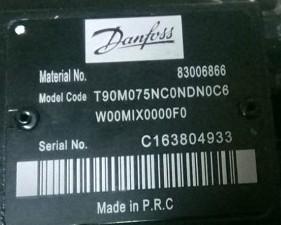 Danfoss
Material No. 83006866
Model Code T90M075NC0NDN0C6
W00MIX0000F0
Serial No. C163804933
Made in P.R.C